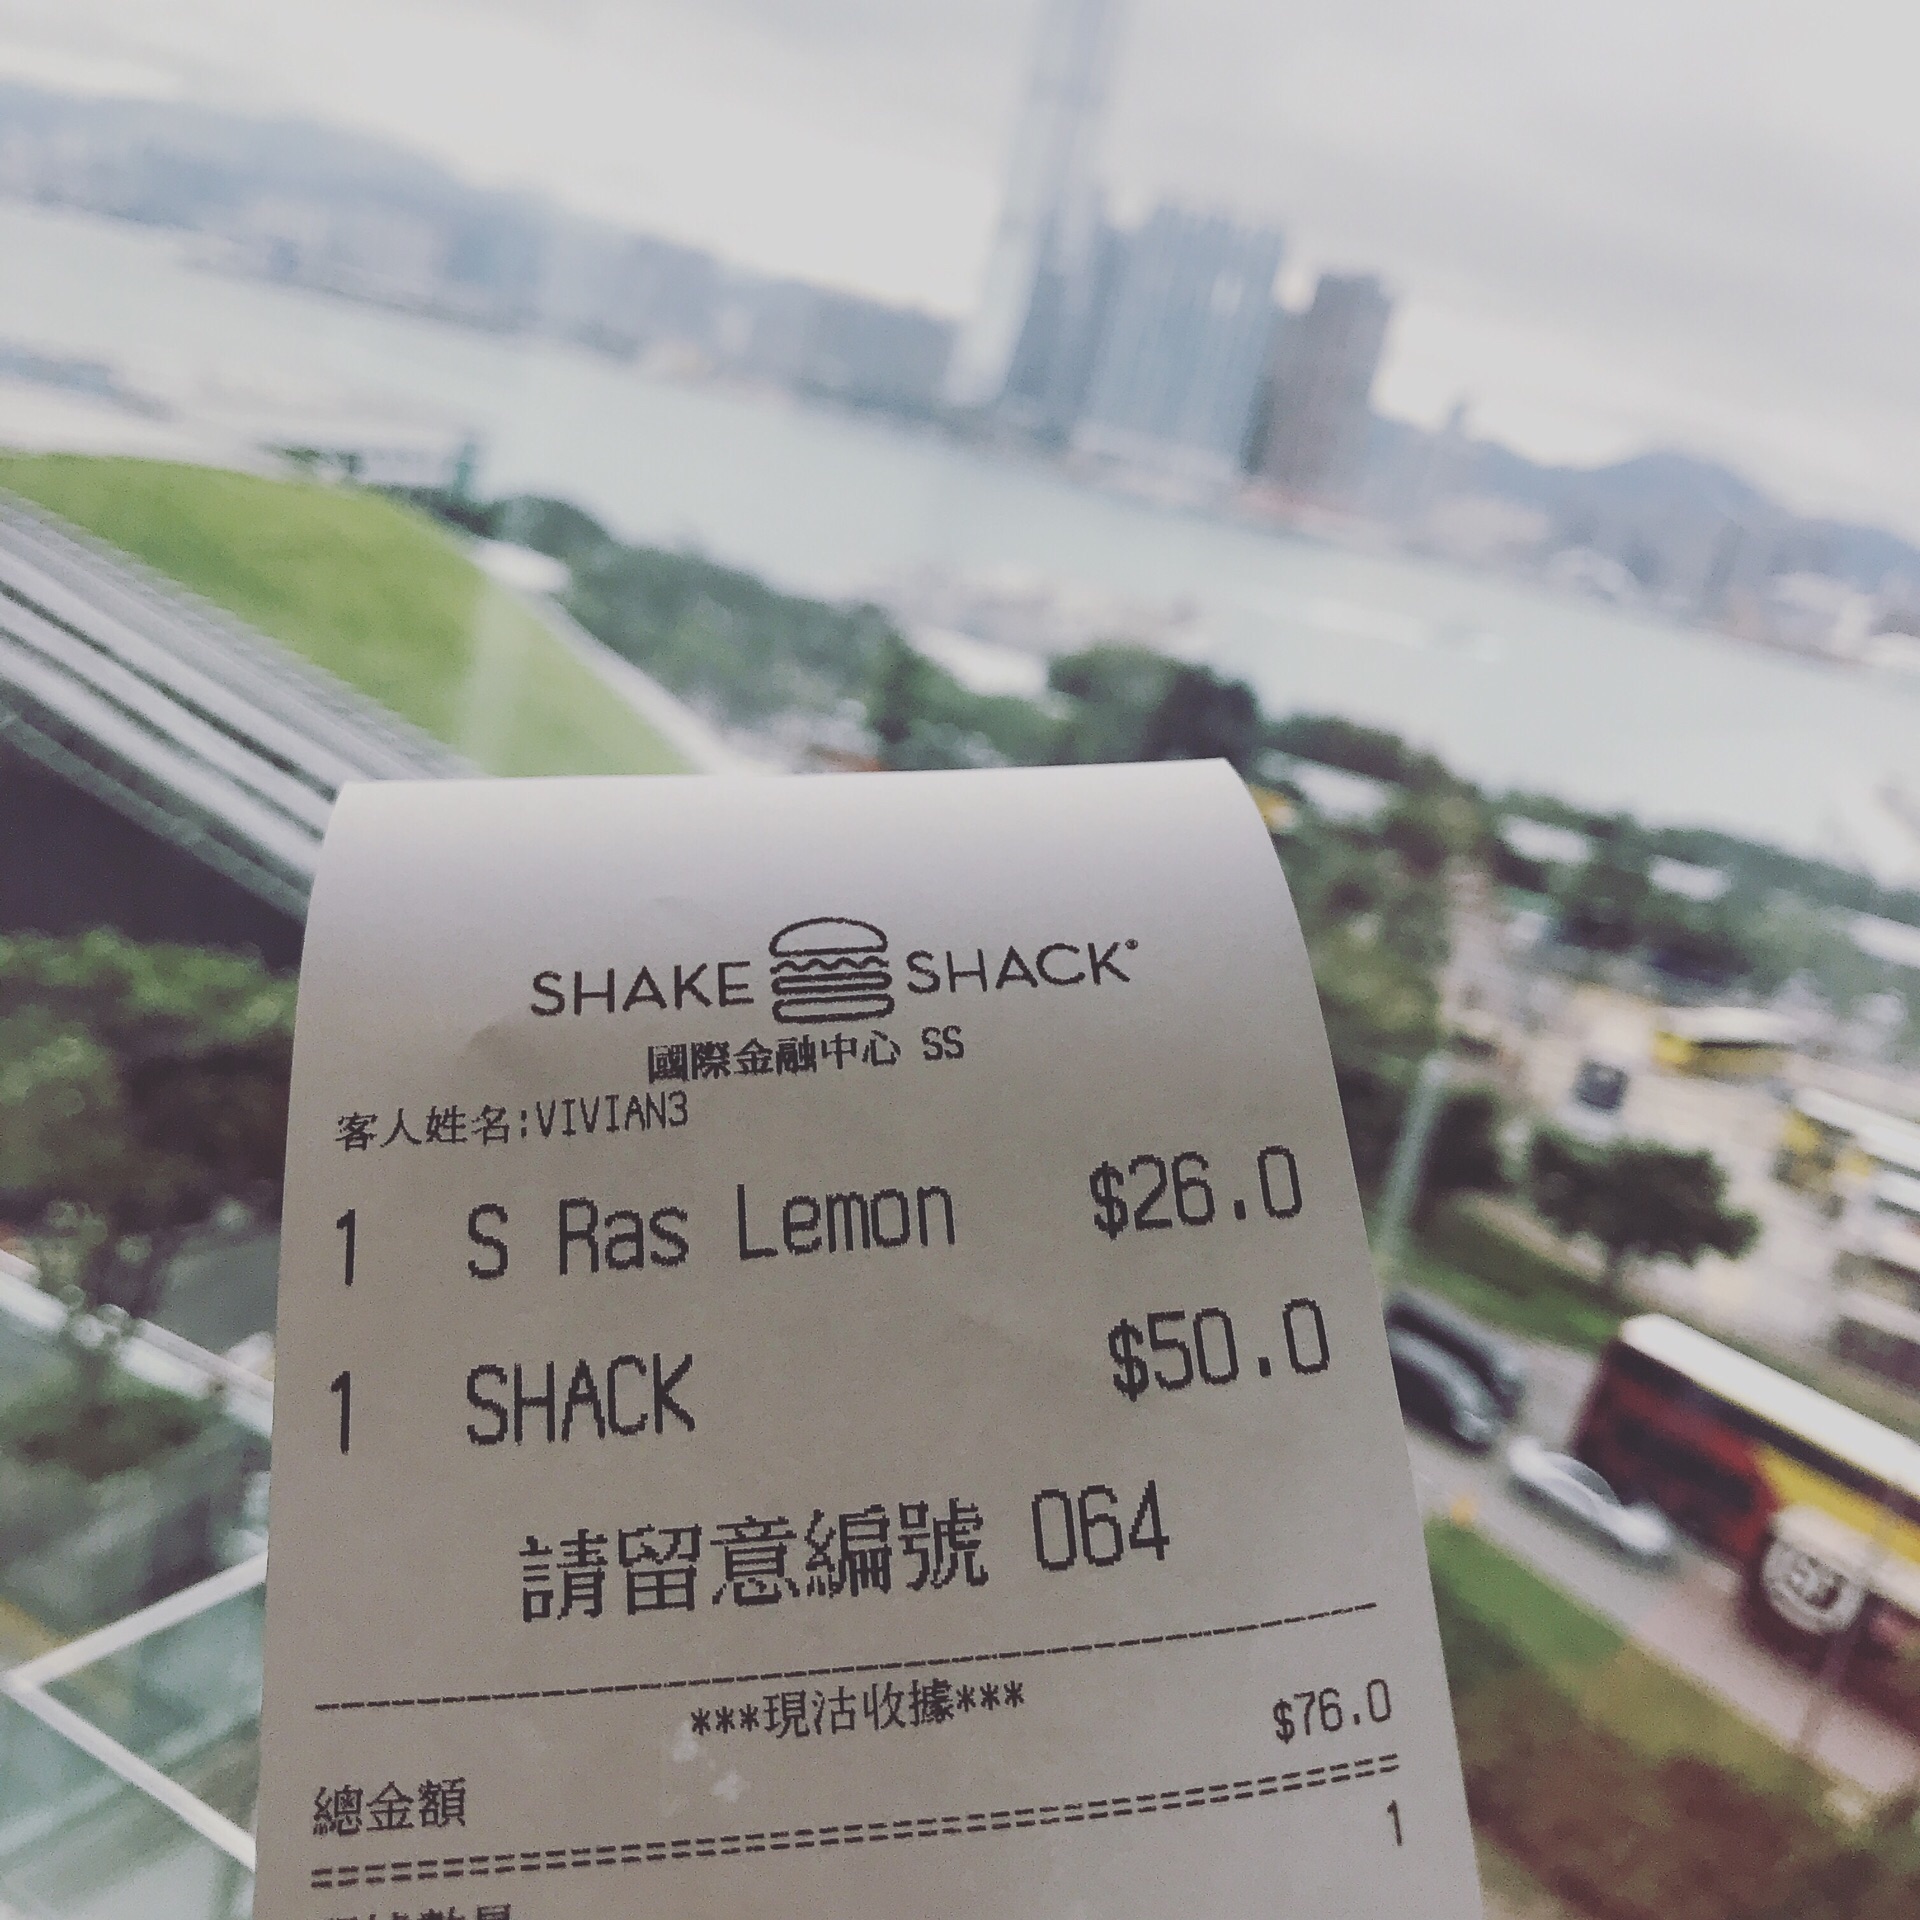 SHAKE SHACK
國際金融中心 SS
客人姓名:VIVIAN3
1 S Ras Lemon $26.0
1 SHACK $50.0
請留意編號 064
***現沽收據***
總金額 $76.0
==========================================
1